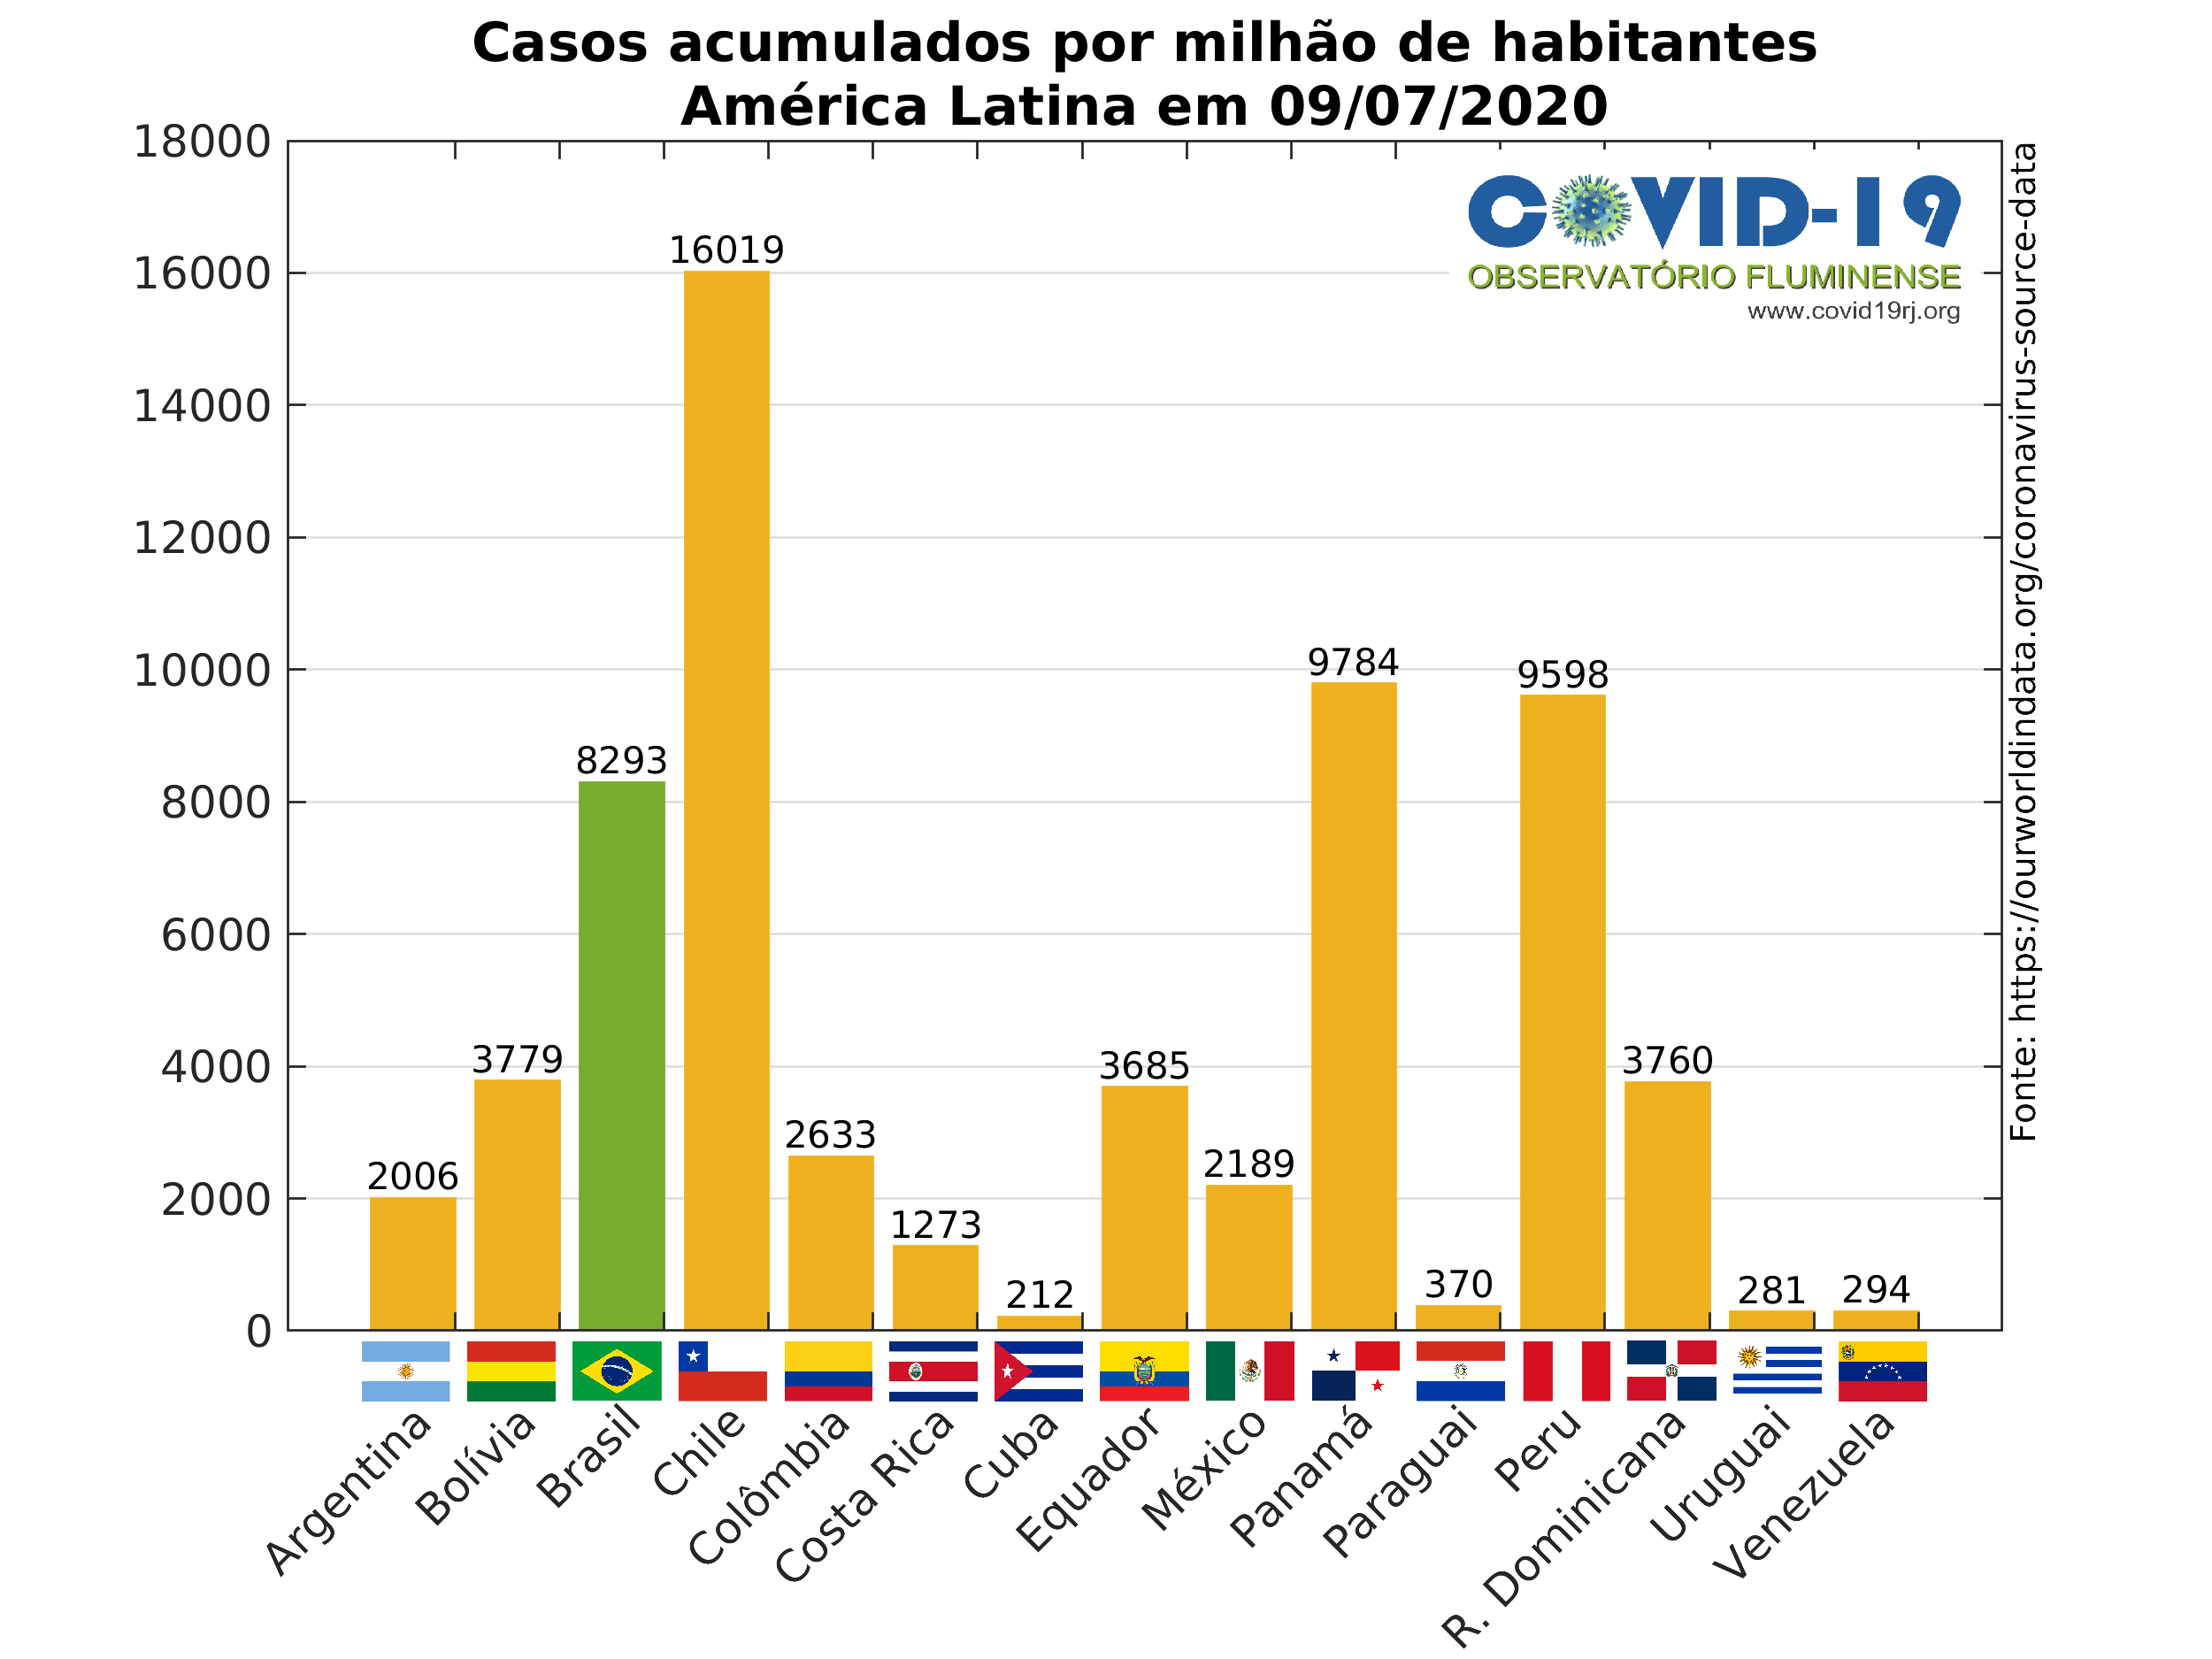 Casos acumulados por milhão de habitantes
América Latina em 09/07/2020
18000
16000
14000
12000
10000
8000
6000
4000
2000
0
COVID-19
OBSERVATÓRIO FLUMINENSE
www.covid19rj.org
Fonte: https://ourworldindata.org/coronavirus-source-data
2006
3779
8293
16019
2633
1273
212
3685
2189
9784
370
9598
3760
281
294
Argentina
Bolívia
Brasil
Chile
Colômbia
Costa Rica
Cuba
Equador
México
Panamá
Paraguai
Peru
R. Dominicana
Uruguai
Venezuela